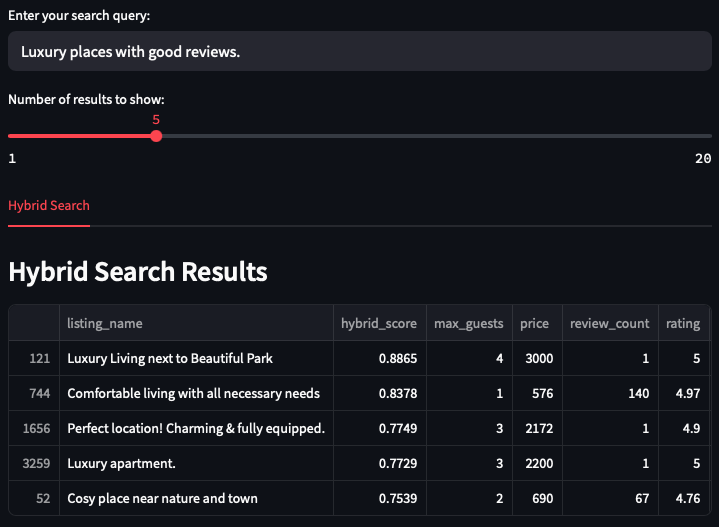 Enter your search query:
Luxury places with good reviews.
Number of results to show:
5
1 20
Hybrid Search
Hybrid Search Results
listing_name hybrid_score max_guests price review_count rating
121 Luxury Living next to Beautiful Park 0.8865 4 3000 1 5
744 Comfortable living with all necessary needs 0.8378 1 576 140 4.97
1656 Perfect location! Charming & fully equipped. 0.7749 3 2172 1 4.9
3259 Luxury apartment. 0.7729 3 2200 1 5
52 Cosy place near nature and town 0.7539 2 690 67 4.76